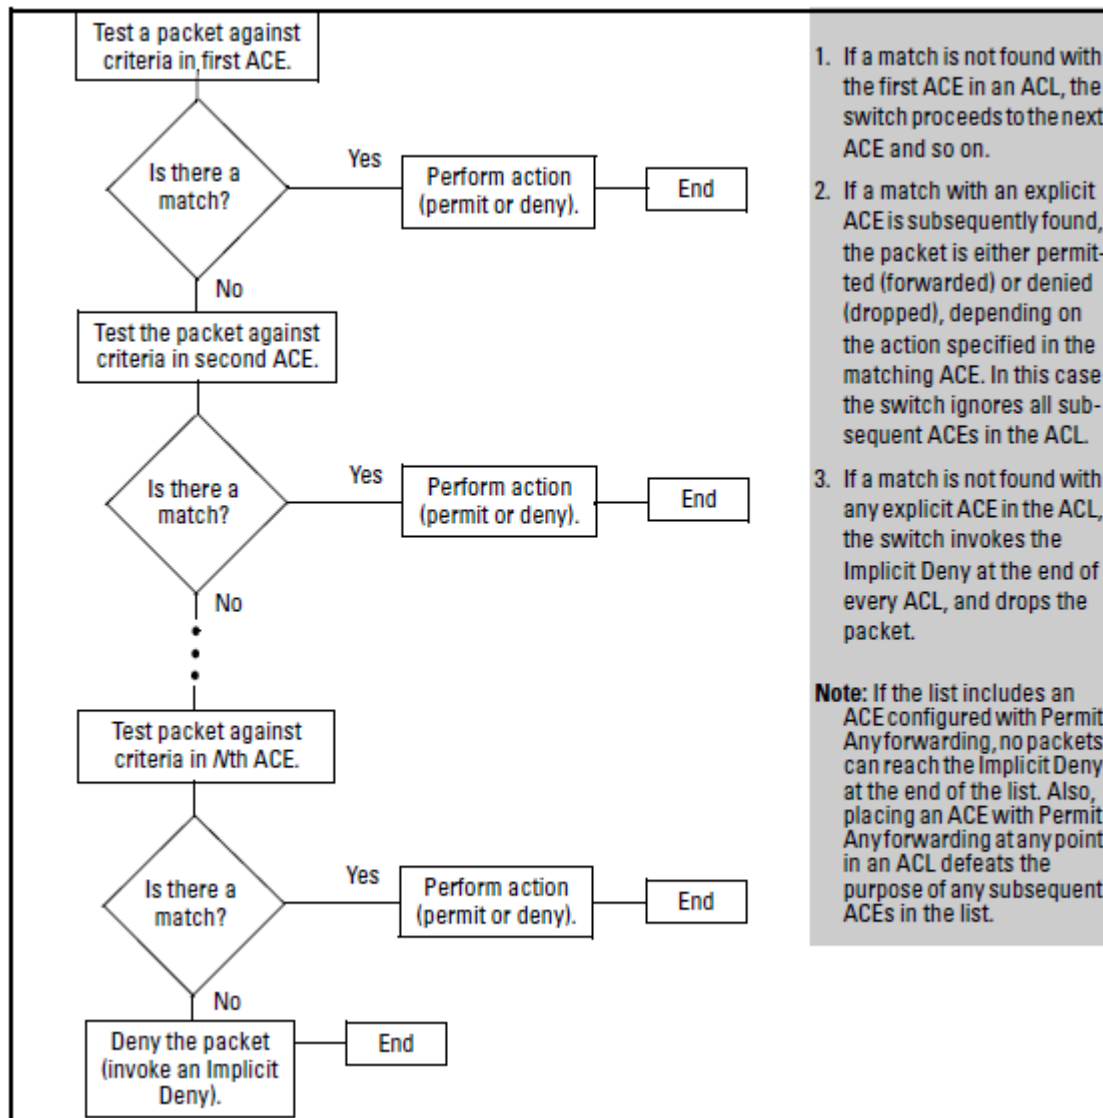 Test a packet against
criteria in first ACE.
Is there a
match?
Yes
Perform action
(permit or deny).
End
No
Test the packet against
criteria in second ACE.
Is there a
match?
Yes
Perform action
(permit or deny).
End
No
Test packet against
criteria in Nth ACE.
Is there a
match?
Yes
Perform action
(permit or deny).
End
No
Deny the packet
(invoke an Implicit
Deny).
End
1. If a match is not found with
the first ACE in an ACL, the
switch proceeds to the next
ACE and so on.
2. If a match with an explicit
ACE is subsequently found,
the packet is either permit-
ted (forwarded) or denied
(dropped), depending on
the action specified in the
matching ACE. In this case
the switch ignores all sub-
sequent ACEs in the ACL.
3. If a match is not found with
any explicit ACE in the ACL,
the switch invokes the
Implicit Deny at the end of
every ACL, and drops the
packet.
Note: If the list includes an
ACE configured with Permit
Any forwarding, no packets
can reach the Implicit Deny
at the end of the list. Also,
placing an ACE with Permit
Any forwarding at any point
in an ACL defeats the
purpose of any subsequent
ACEs in the list.